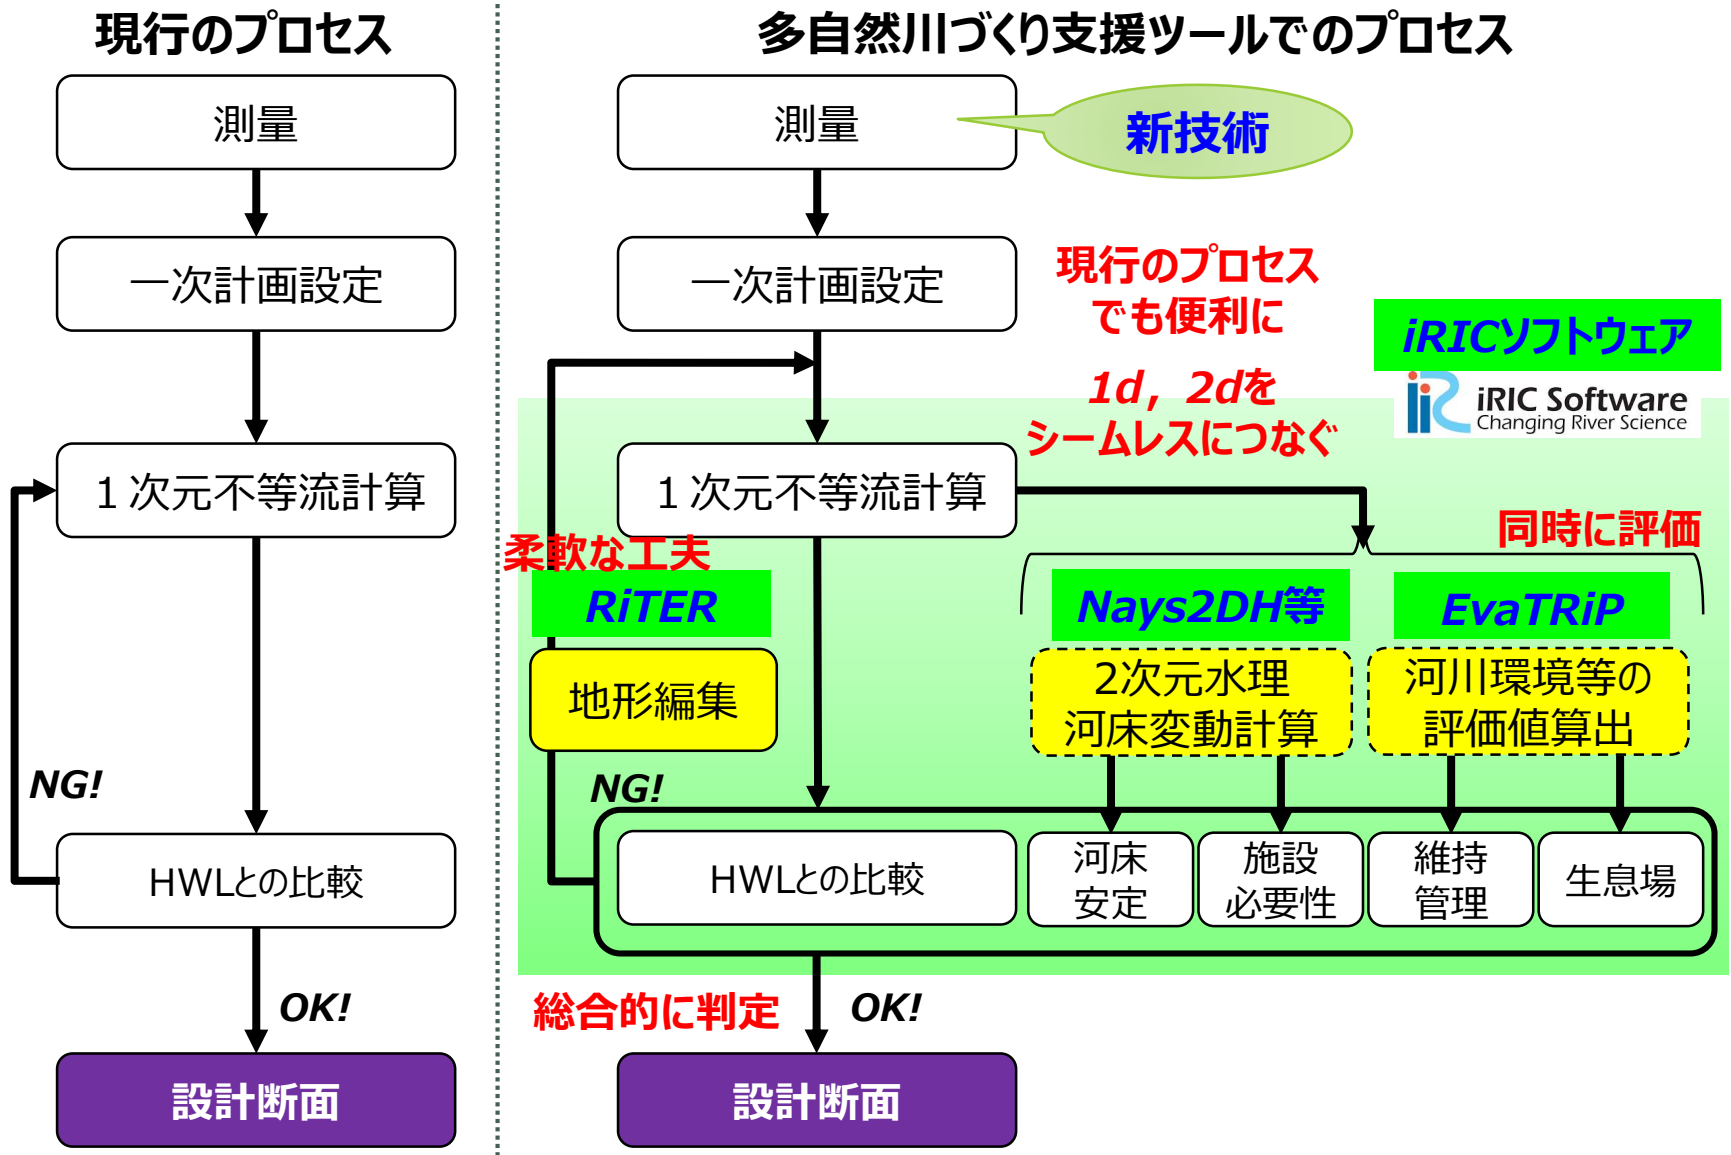 現行のプロセス
測量
一次計画設定
１次元不等流計算
NG!
HWLとの比較
OK!
設計断面
多自然川づくり支援ツールでのプロセス
測量
新技術
一次計画設定
現行のプロセス
でも便利に
1d，2dを
シームレスにつなぐ
iRICソフトウェア
iRIC Software
Changing River Science
１次元不等流計算
同時に評価
柔軟な工夫
RiTER
地形編集
Nays2DH等
2次元水理
河床変動計算
EvaTRiP
河川環境等の
評価値算出
NG!
HWLとの比較
河床
安定
施設
必要性
維持
管理
生息場
総合的に判定
OK!
設計断面